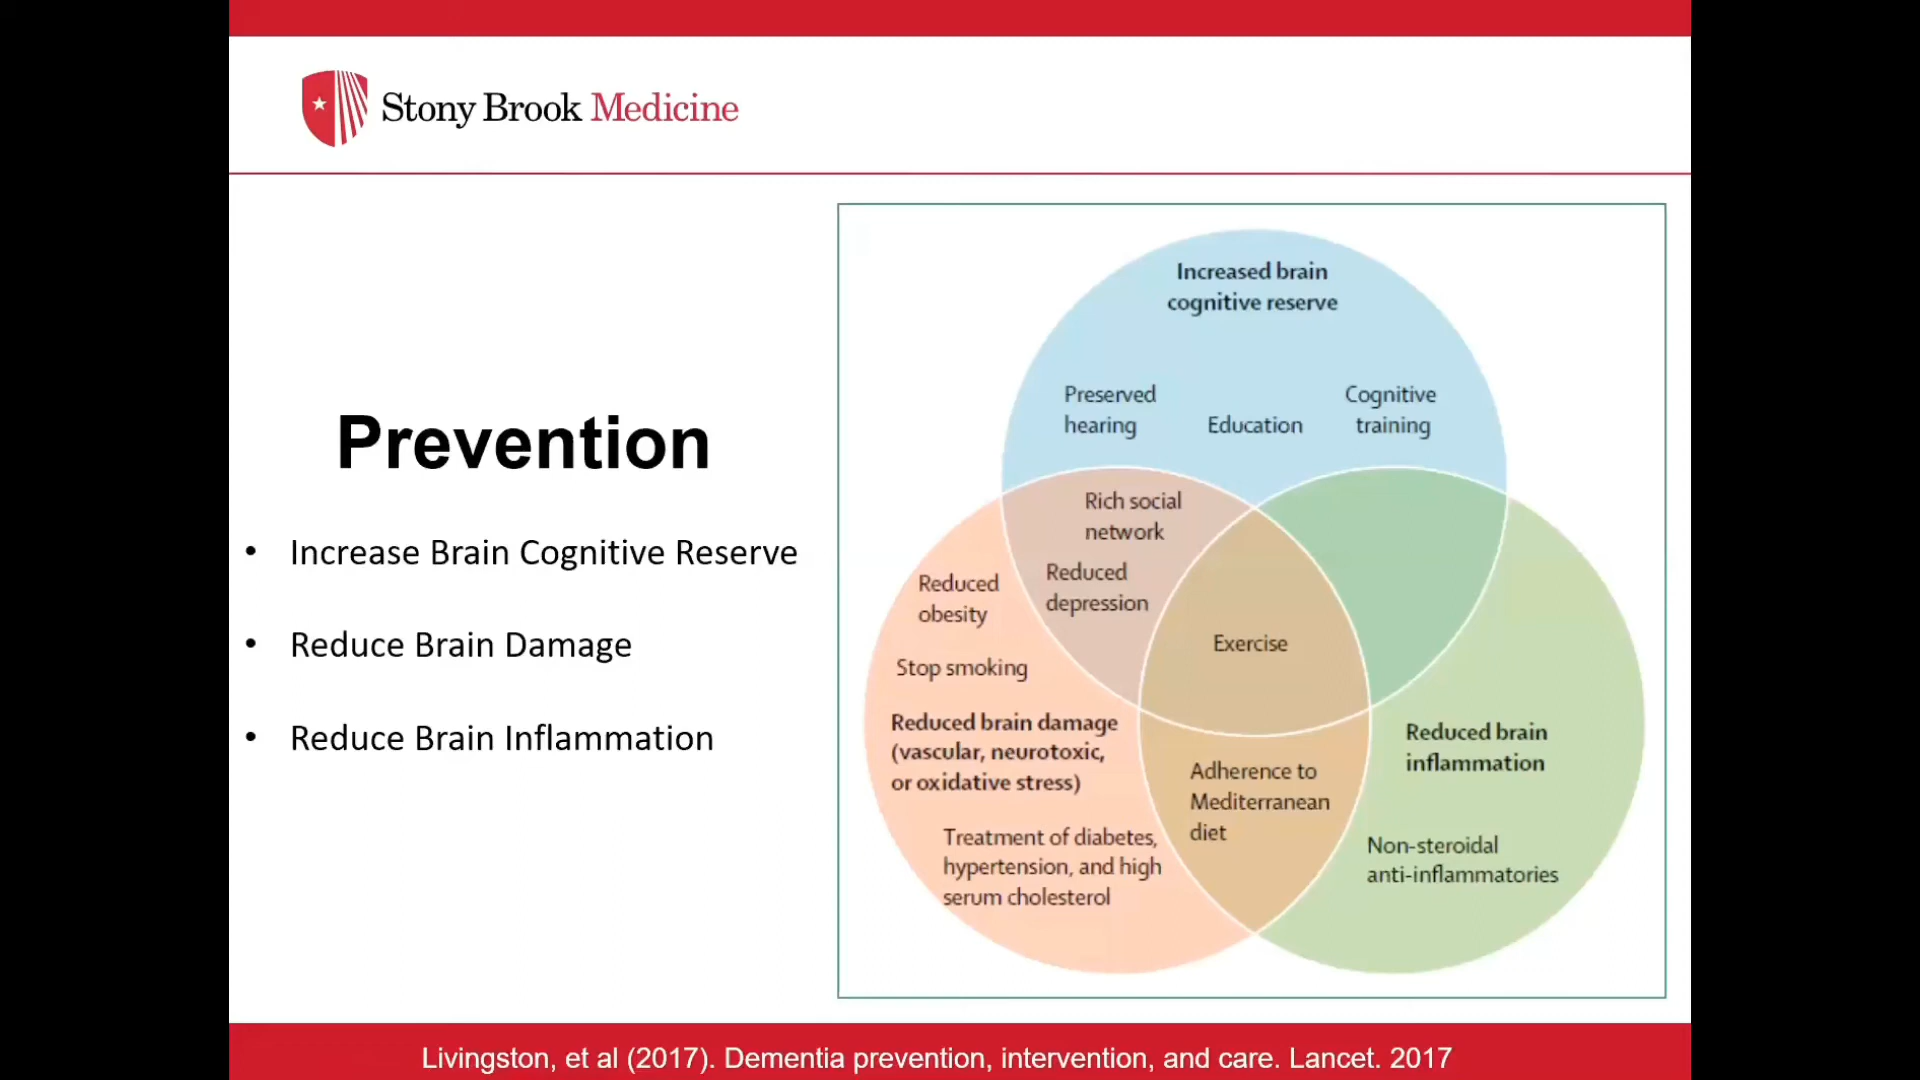 Stony Brook Medicine
Prevention
• Increase Brain Cognitive Reserve
• Reduce Brain Damage
• Reduce Brain Inflammation
Increased brain
cognitive reserve
Preserved
hearing
Education
Cognitive
training
Rich social
network
Reduced
depression
Reduced
obesity
Stop smoking
Reduced brain damage
(vascular, neurotoxic,
or oxidative stress)
Treatment of diabetes,
hypertension, and high
serum cholesterol
Exercise
Adherence to
Mediterranean
diet
Reduced brain
inflammation
Non-steroidal
anti-inflammatories
Livingston, et al (2017). Dementia prevention, intervention, and care. Lancet. 2017